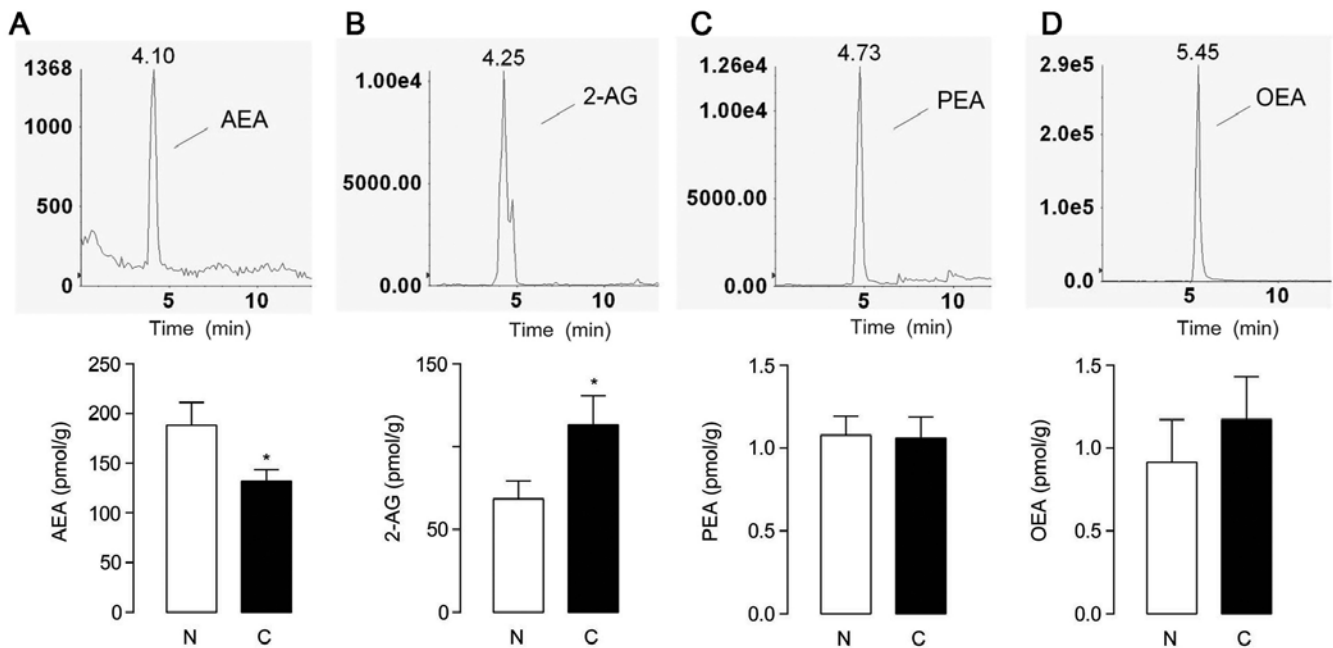 A
4.10
1368
1000
500
0
AEA
5
10
Time (min)
B
4.25
1.00e4
5000.00
0.00
2-AG
5
10
Time (min)
C
4.73
1.26e4
1.00e4
5000.00
0.00
PEA
5
10
Time (min)
D
5.45
2.9e5
2.0e5
1.0e5
0.0
OEA
5
10
Time (min)
AEA (pmol/g)
250
200
150
100
50
0
*
N
C
2-AG (pmol/g)
150
50
0
*
N
C
PEA (pmol/g)
1.5
1.0
0.5
0.0
N
C
OEA (pmol/g)
1.5
1.0
0.5
0.0
N
C